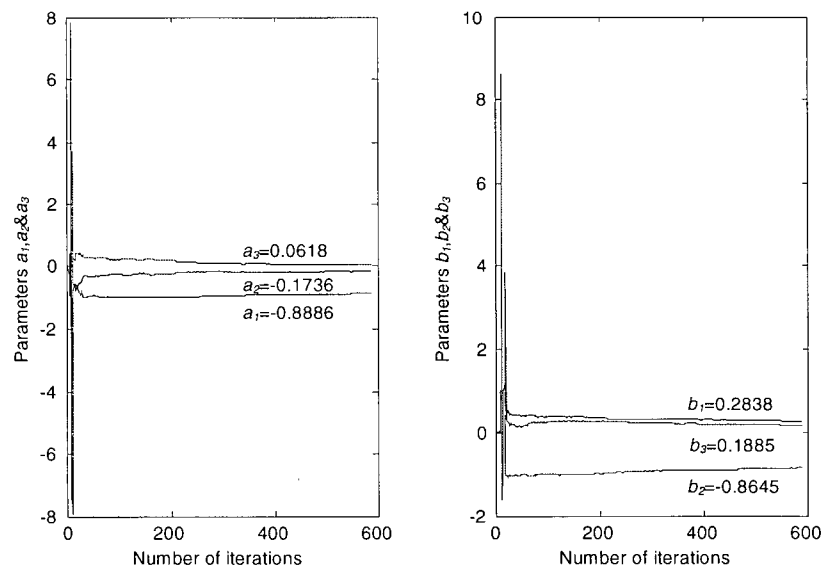 8
6
4
2
0
-2
-4
-6
-8
Parameters a1,a2&a3
a3=0.0618
a2=-0.1736
a1=-0.8886
0 200 400 600
Number of iterations
10
8
6
4
2
0
-2
Parameters b1,b2&b3
b1=0.2838
b3=0.1885
b2=-0.8645
0 200 400 600
Number of iterations